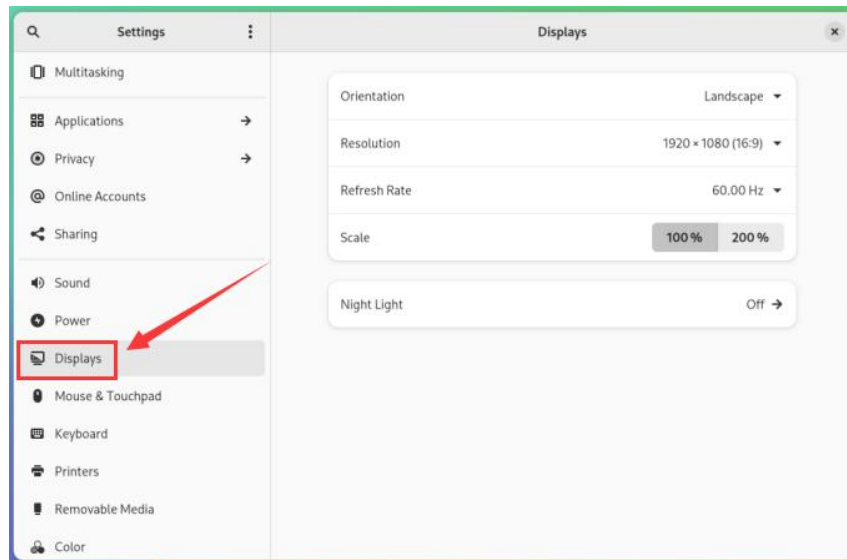 Settings
Displays
Multitasking
Applications
Privacy
Online Accounts
Sharing
Sound
Power
Displays
Mouse & Touchpad
Keyboard
Printers
Removable Media
Color
Orientation
Landscape
Resolution
1920 × 1080 (16:9)
Refresh Rate
60.00 Hz
Scale
100 % 200 %
Night Light
Off